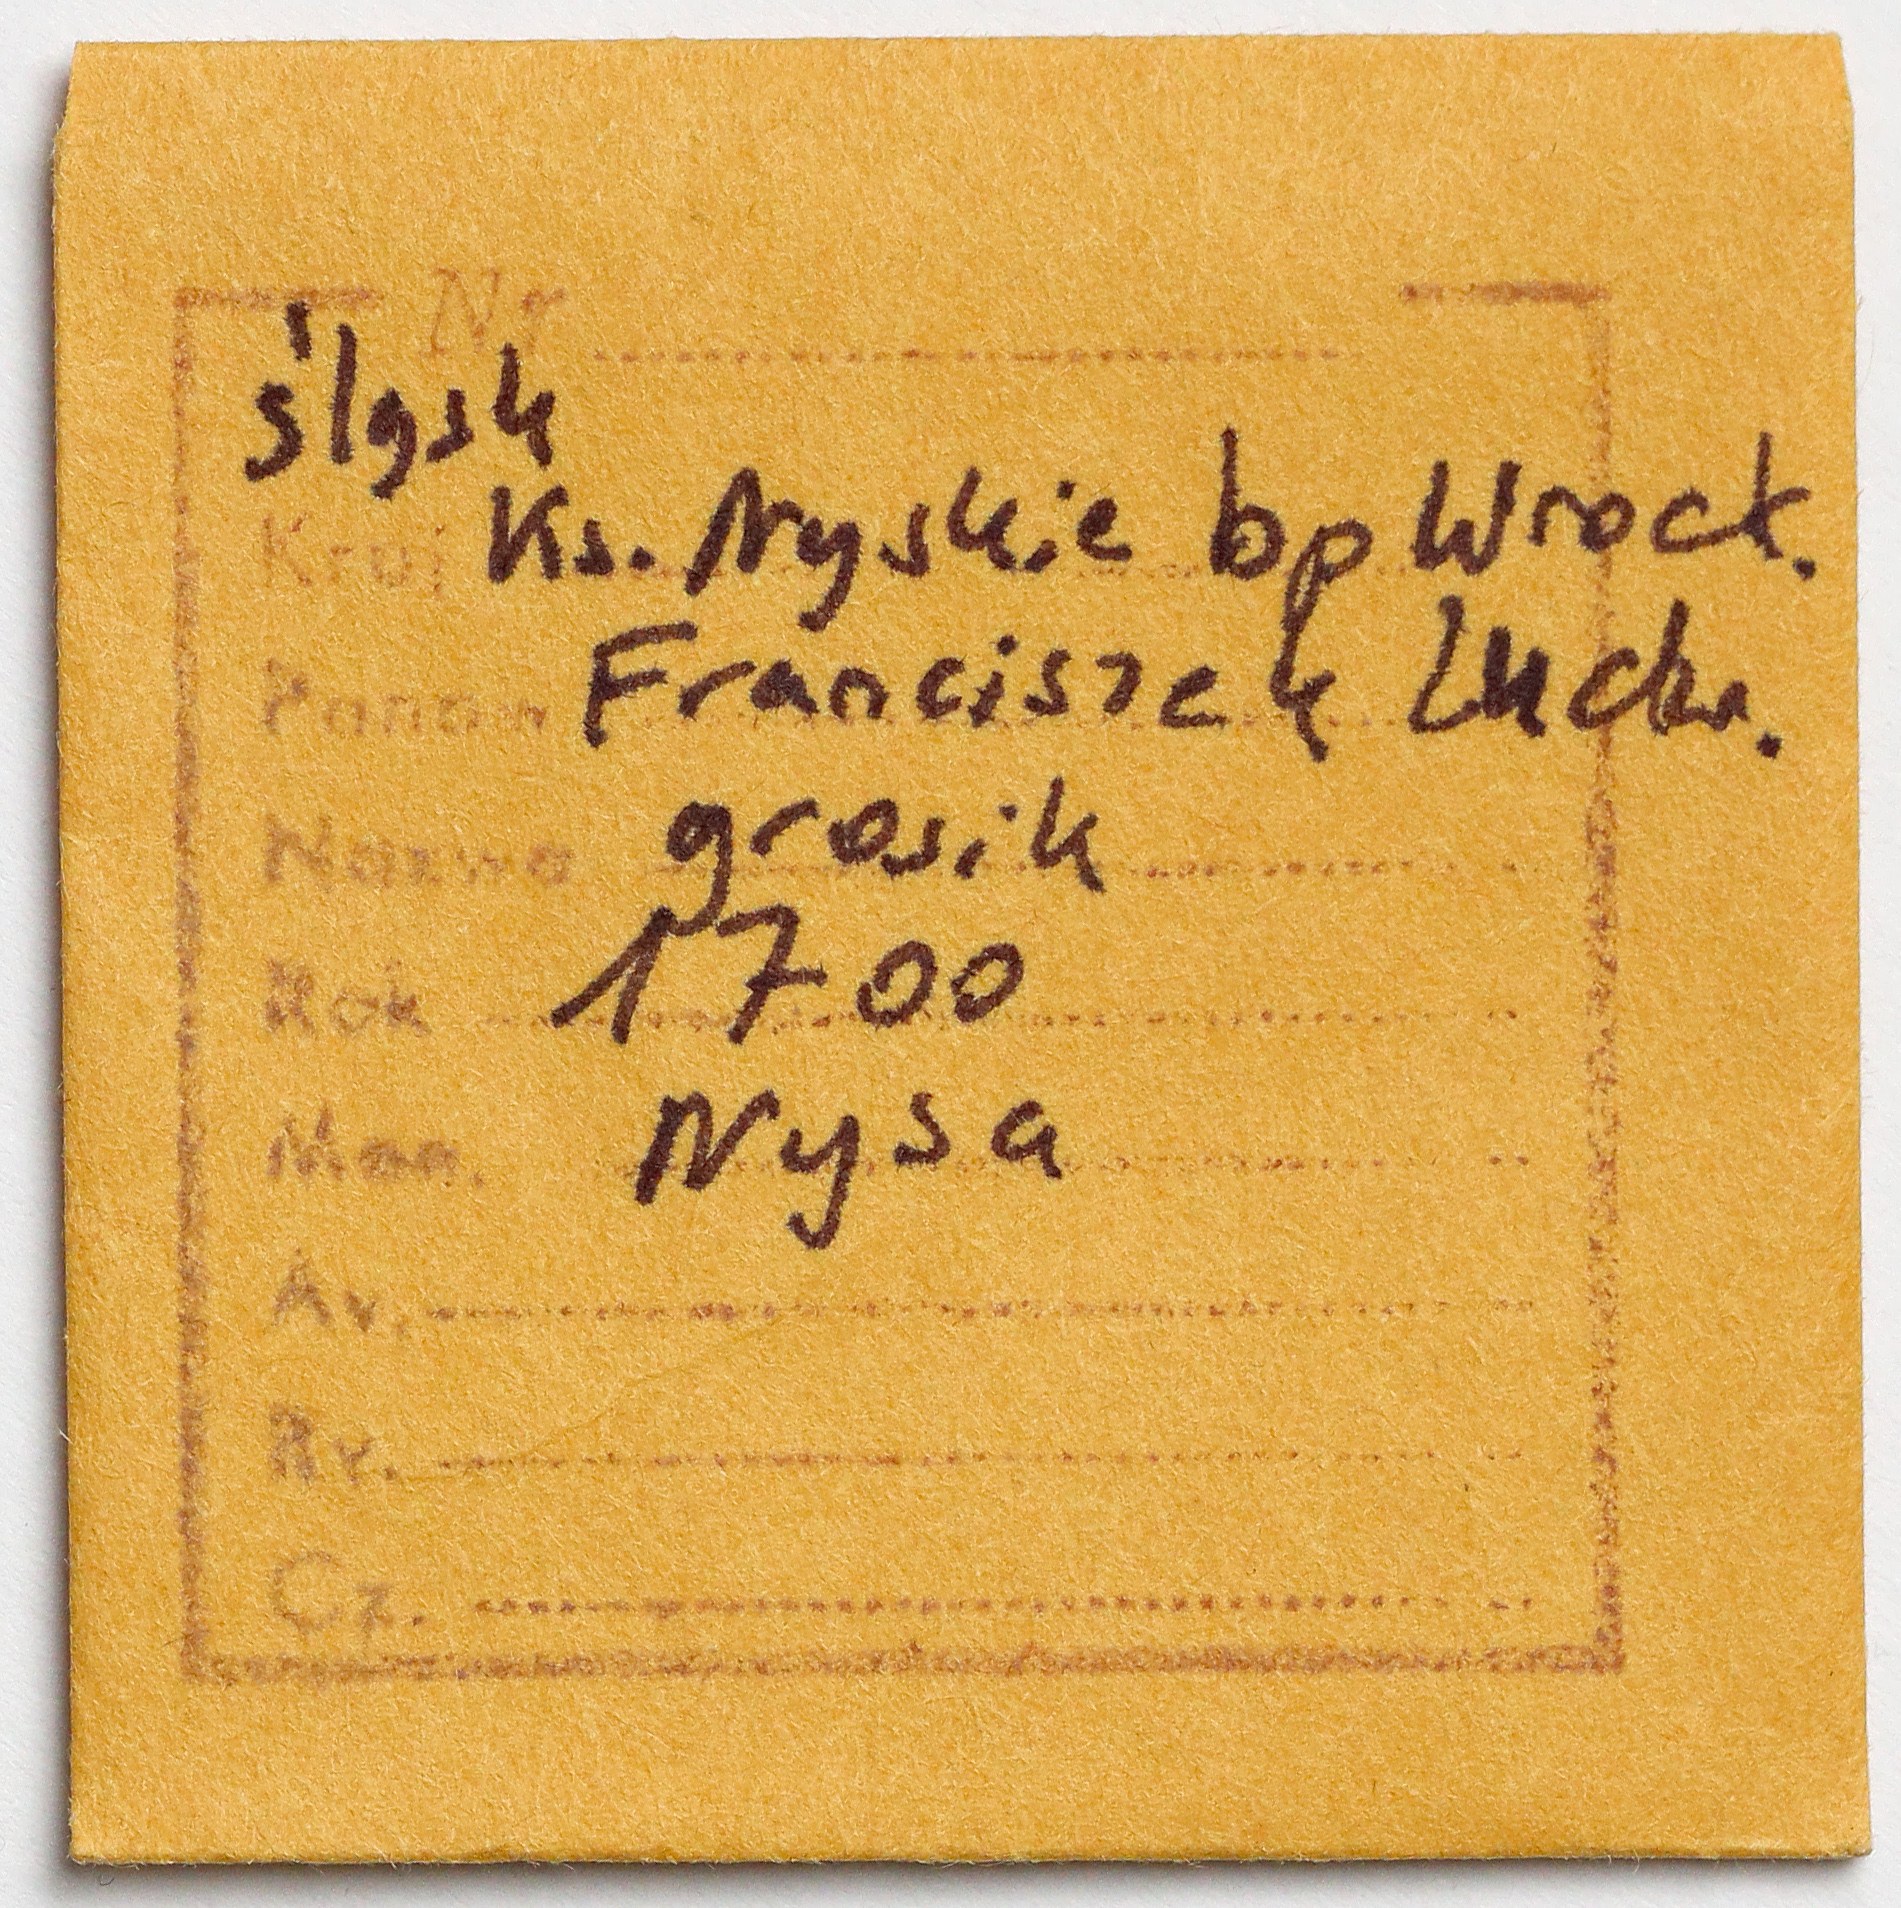 Nr
śląsk
Kraj Ks. Nyskie bp Wrocł.
Panow. Franciszek Ludw.
Nazwa grosik
Rok 1700
Men. Nysa
Av.
Rv.
Cz.